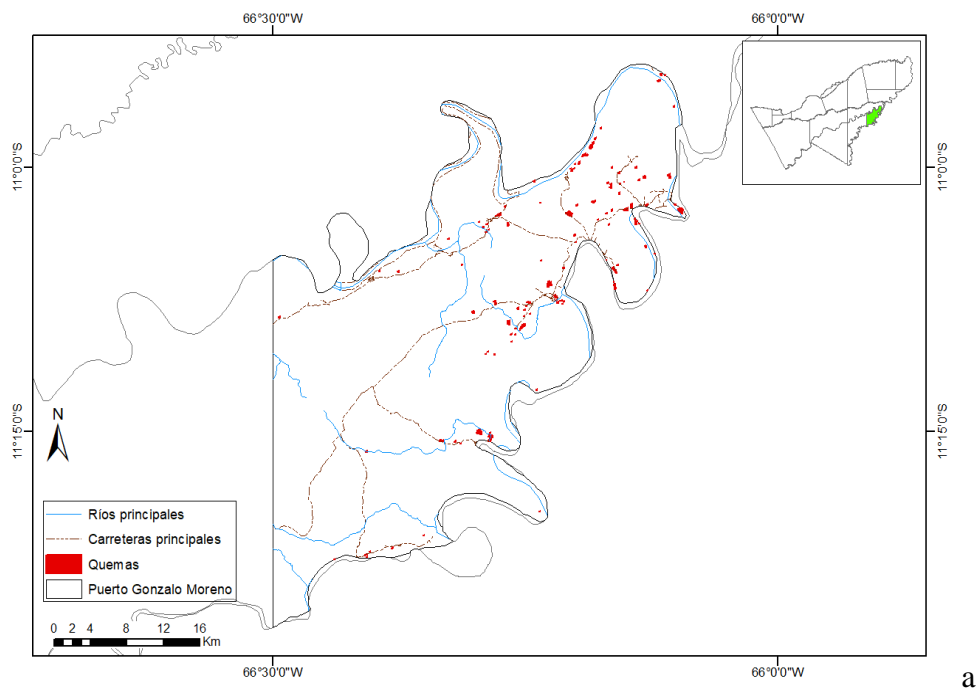 66°30'0"W 66°0'0"W
11°0'0"S 11°0'0"S
11°15'0"S 11°15'0"S
N
Ríos principales
Carreteras principales
Quemas
Puerto Gonzalo Moreno
0 2 4 8 12 16
Km
66°30'0"W 66°0'0"W
a